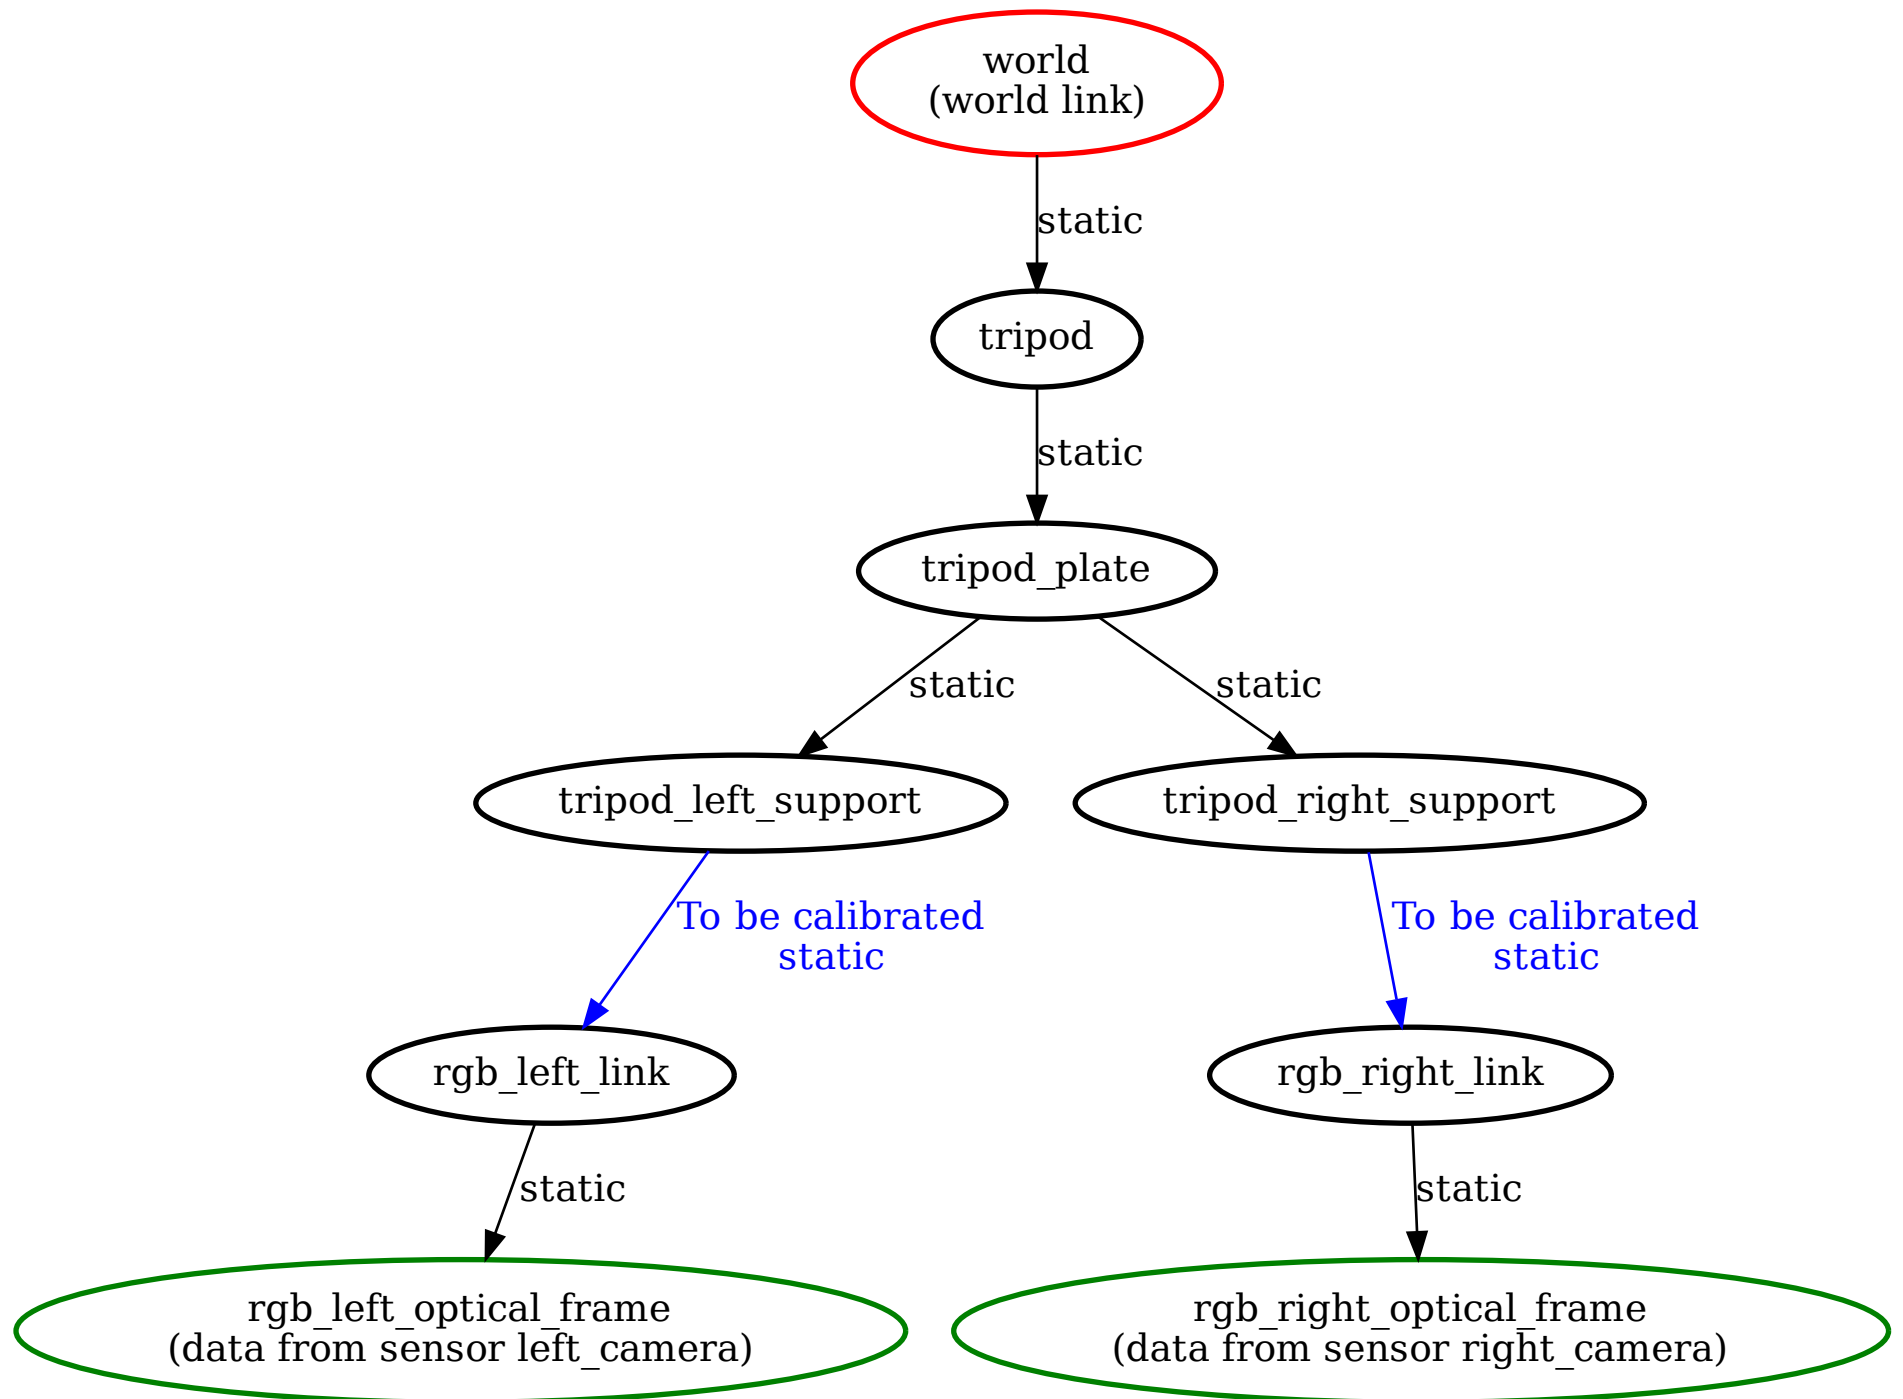 world
(world link)
static
tripod
static
tripod_plate
static
static
tripod_left_support
tripod_right_support
To be calibrated
static
To be calibrated
static
rgb_left_link
rgb_right_link
static
static
rgb_left_optical_frame
(data from sensor left_camera)
rgb_right_optical_frame
(data from sensor right_camera)